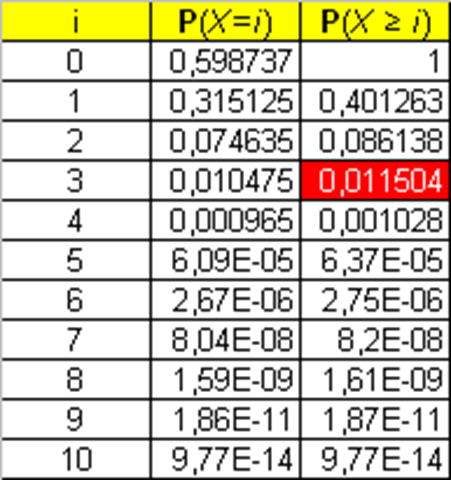 i P(X=i) P(X ≥ i)
0 0,598737 1
1 0,315125 0,401263
2 0,074635 0,086138
3 0,010475 0,011504
4 0,000965 0,001028
5 6,09E-05 6,37E-05
6 2,67E-06 2,75E-06
7 8,04E-08 8,2E-08
8 1,59E-09 1,61E-09
9 1,86E-11 1,87E-11
10 9,77E-14 9,77E-14